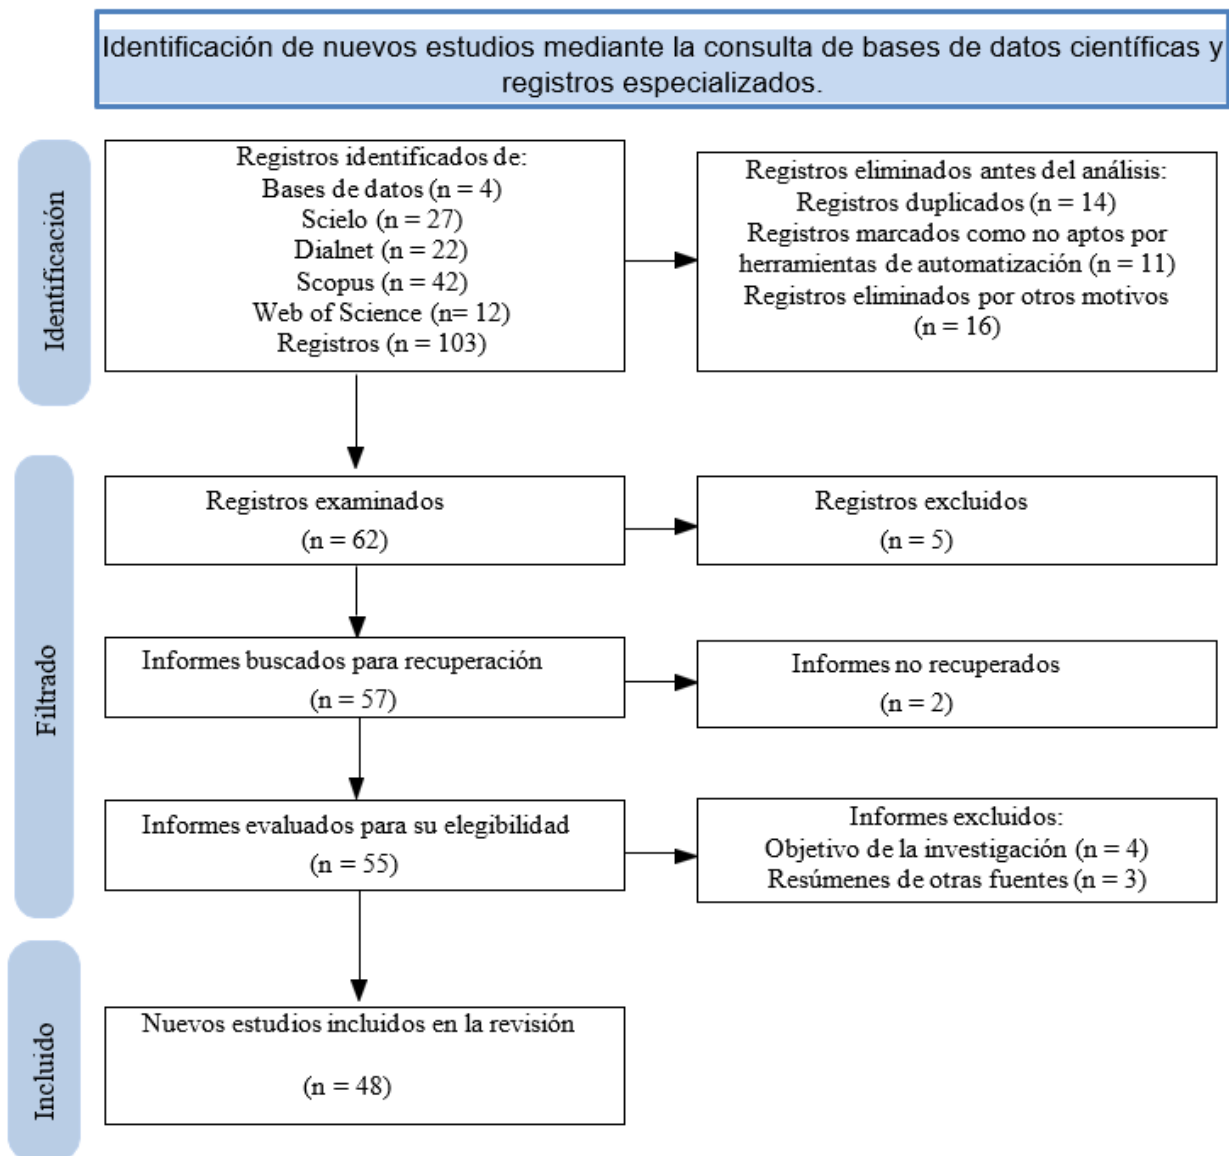 Identificación de nuevos estudios mediante la consulta de bases de datos científicas y
registros especializados.
Identificación
Registros identificados de:
Bases de datos (n = 4)
Scielo (n = 27)
Dialnet (n = 22)
Scopus (n = 42)
Web of Science (n= 12)
Registros (n = 103)
Registros eliminados antes del análisis:
Registros duplicados (n = 14)
Registros marcados como no aptos por
herramientas de automatización (n = 11)
Registros eliminados por otros motivos
(n = 16)
Filtrado
Registros examinados
(n = 62)
Registros excluidos
(n = 5)
Informes buscados para recuperación
(n = 57)
Informes no recuperados
(n = 2)
Informes evaluados para su elegibilidad
(n = 55)
Informes excluidos:
Objetivo de la investigación (n = 4)
Resúmenes de otras fuentes (n = 3)
Incluido
Nuevos estudios incluidos en la revisión
(n = 48)